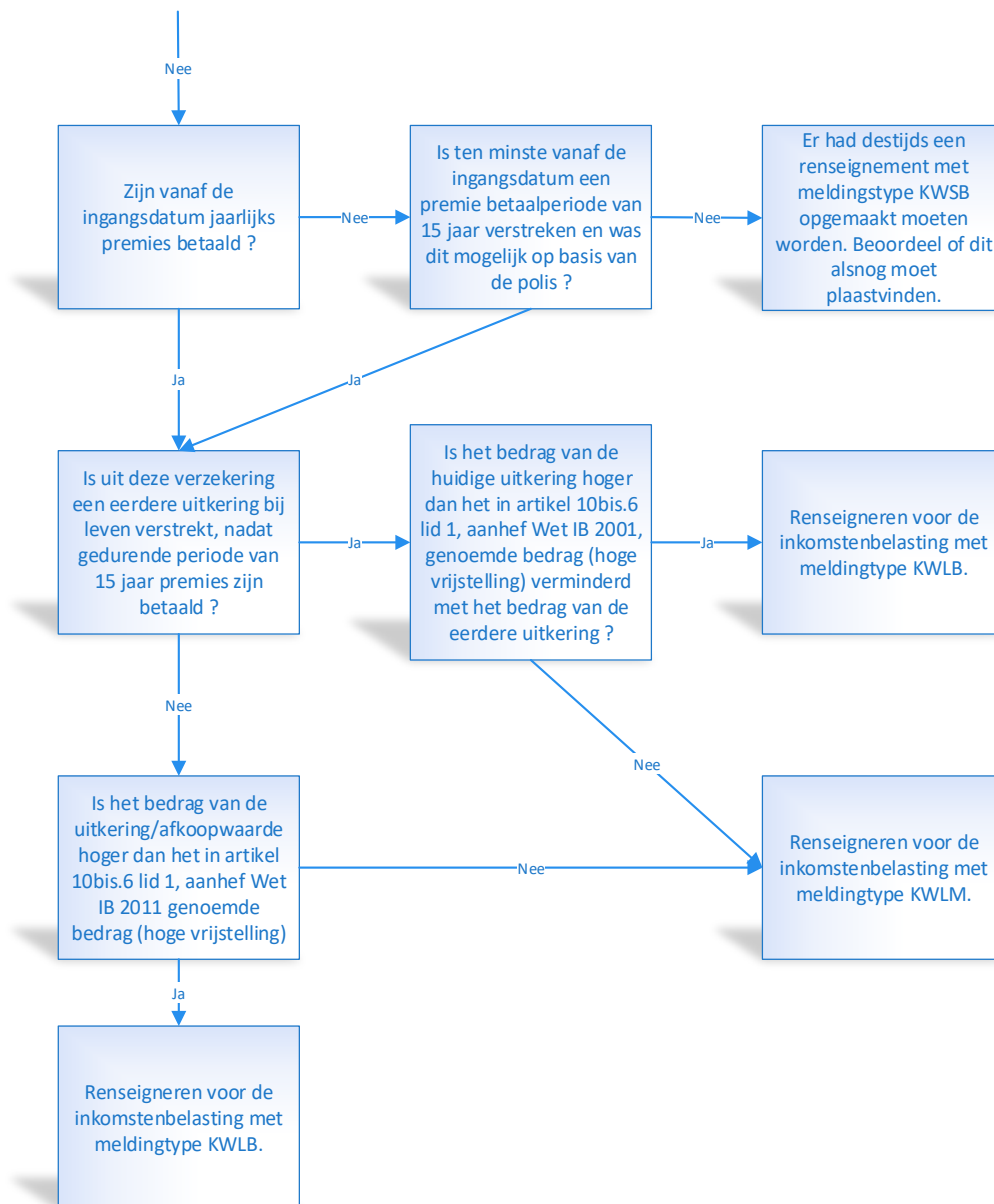 Nee
Zijn vanaf de
ingangsdatum jaarlijks
premies betaald ?
Nee
Is ten minste vanaf de
ingangsdatum een
premie betaalperiode van
15 jaar verstreken en was
dit mogelijk op basis van
de polis ?
Nee
Er had destijds een
renseignement met
meldingstype KWSB
opgemaakt moeten
worden. Beoordeel of dit
alsnog moet
plaastvinden.
Ja
Ja
Is uit deze verzekering
een eerdere uitkering bij
leven verstrekt, nadat
gedurende periode van
15 jaar premies zijn
betaald ?
Ja
Is het bedrag van de
huidige uitkering hoger
dan het in artikel 10bis.6
lid 1, aanhef Wet IB 2001,
genoemde bedrag (hoge
vrijstelling) verminderd
met het bedrag van de
eerdere uitkering ?
Ja
Renseigneren voor de
inkomstenbelasting met
meldingtype KWLB.
Nee
Nee
Is het bedrag van de
uitkering/afkoopwaarde
hoger dan het in artikel
10bis.6 lid 1, aanhef Wet
IB 2011 genoemde
bedrag (hoge vrijstelling)
Nee
Renseigneren voor de
inkomstenbelasting met
meldingtype KWLM.
Ja
Renseigneren voor de
inkomstenbelasting met
meldingtype KWLB.